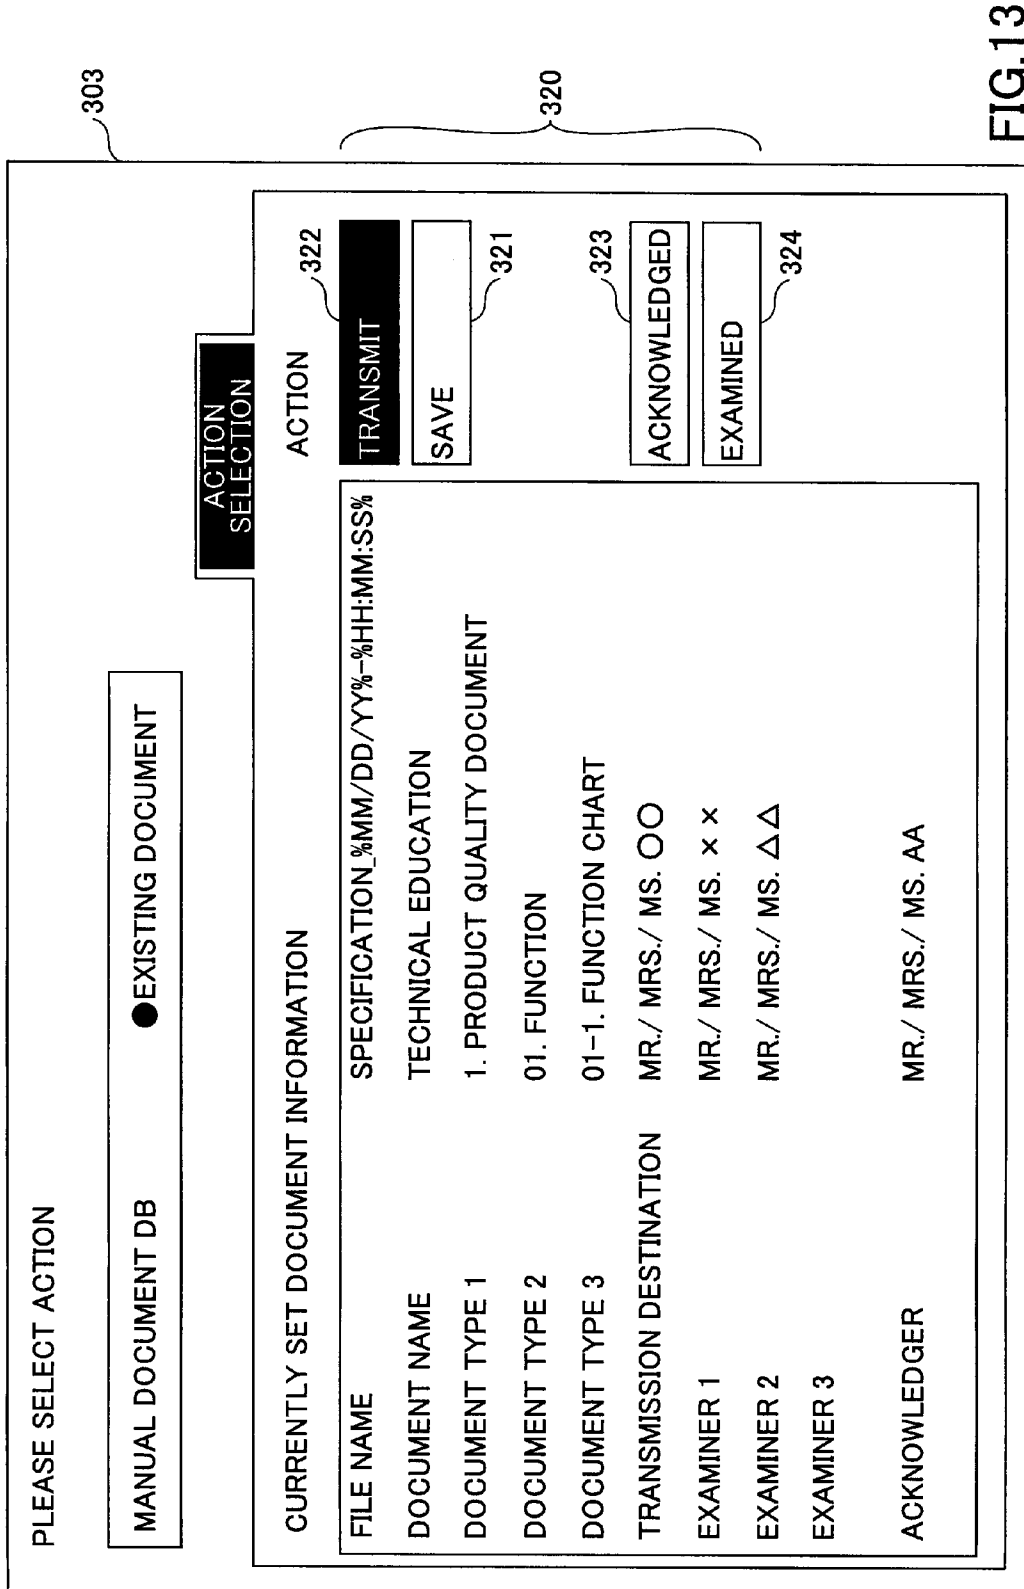 303
PLEASE SELECT ACTION
MANUAL DOCUMENT DB ●EXISTING DOCUMENT
ACTION
SELECTION
CURRENTLY SET DOCUMENT INFORMATION ACTION
322
FILE NAME SPECIFICATION_%MM/DD/YY%-%HH:MM:SS%
TRANSMIT
DOCUMENT NAME TECHNICAL EDUCATION
SAVE
321
DOCUMENT TYPE 1 1. PRODUCT QUALITY DOCUMENT
DOCUMENT TYPE 2 01. FUNCTION
320
DOCUMENT TYPE 3 01-1. FUNCTION CHART
323
TRANSMISSION DESTINATION MR./ MRS./ MS. ○○
ACKNOWLEDGED
EXAMINER 1 MR./ MRS./ MS. × ×
EXAMINED
EXAMINER 2 MR./ MRS./ MS. △△
324
EXAMINER 3
ACKNOWLEDGER MR./ MRS./ MS. AA
FIG.13